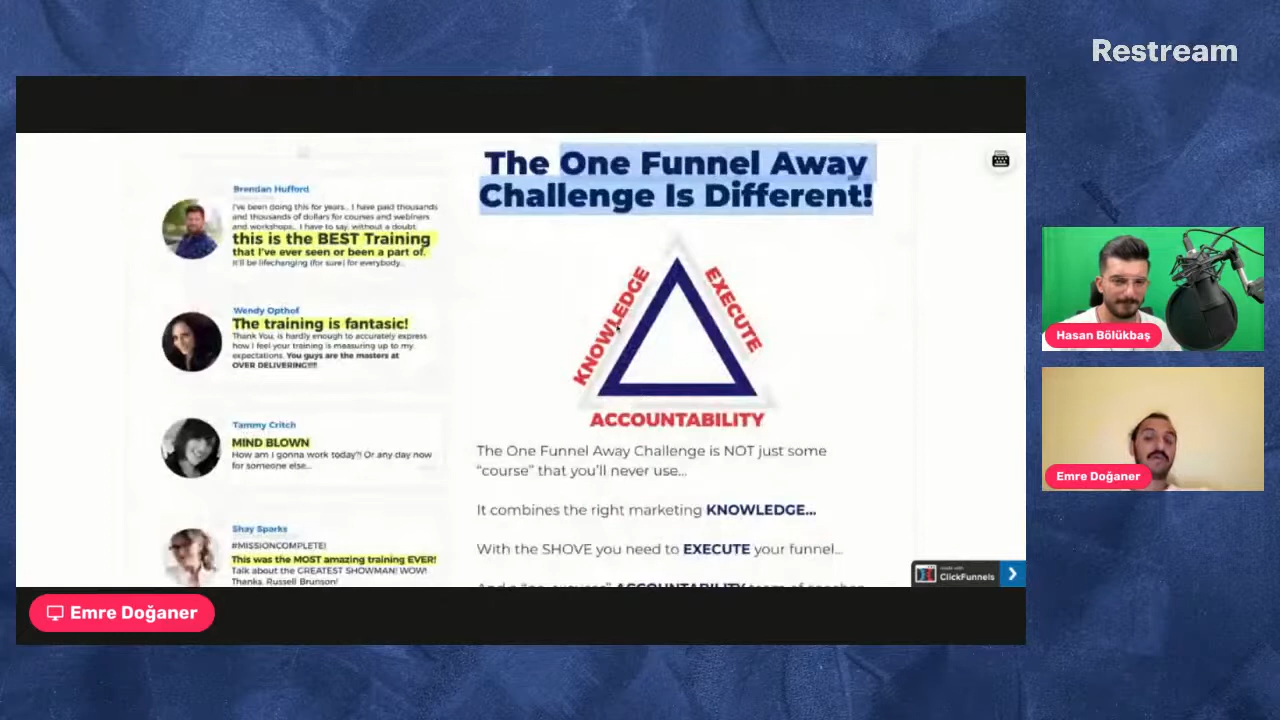 Restream
The One Funnel Away
Challenge Is Different!
Brendan Hufford
I've been doing this for years... I have paid thousands
and thousands of dollars for courses and webinars
and workshops... I have to say, without a doubt,
this is the BEST Training
that I've ever seen or been a part of.
It'll be lifechanging (for sure) for everybody...
Wendy Opthof
The training is fantasic!
Thank You, is hardly enough to accurately express
how I feel your training is measuring up to my
expectations. You guys are the masters at
OVER DELIVERING!!!!!
Tammy Critch
MIND BLOWN
How am I gonna work today?! Or any day now
for someone else...
Shay Sparks
#MISSIONCOMPLETE!
This was the MOST amazing training EVER!
Talk about the GREATEST SHOWMAN! WOW!
Thanks, Russell Brunson!
KNOWLEDGE
EXECUTE
ACCOUNTABILITY
The One Funnel Away Challenge is NOT just some
“course” that you’ll never use...
It combines the right marketing KNOWLEDGE...
With the SHOVE you need to EXECUTE your funnel...
ACCOUNTABILITY team of coaches
made with
ClickFunnels
Hasan Bölükbaş
Emre Doğaner
Emre Doğaner